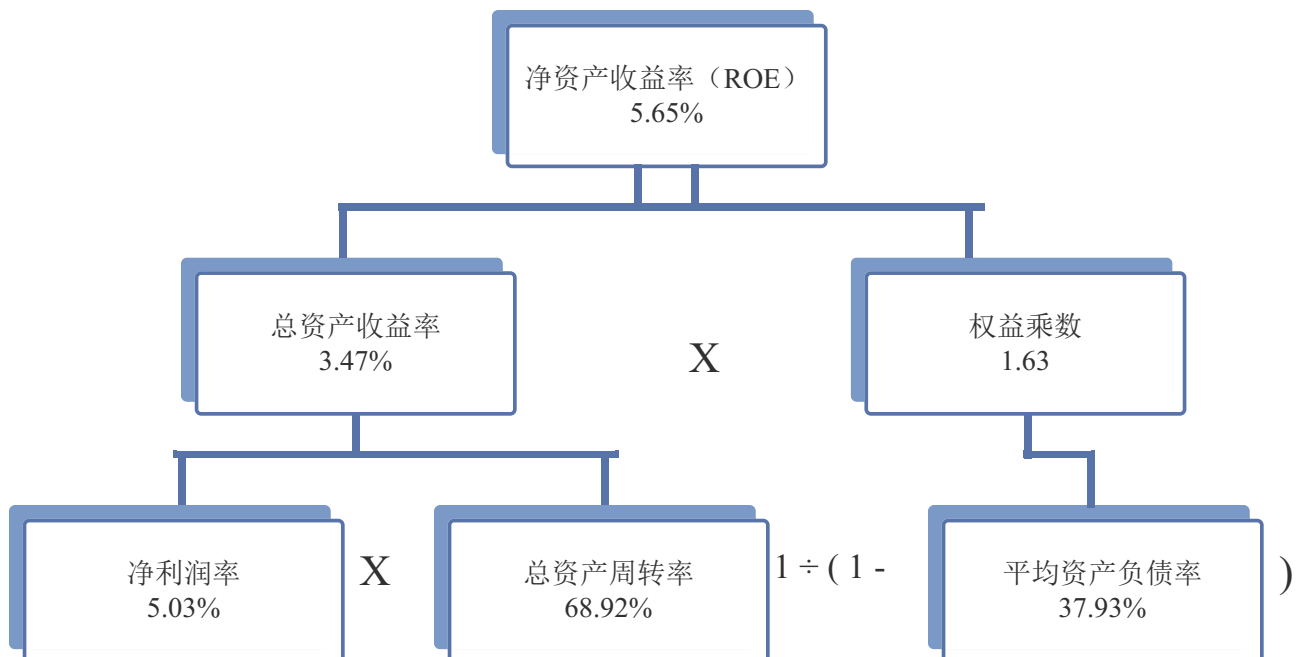 净资产收益率（ROE）
5.65%
总资产收益率
3.47%
X
权益乘数
1.63
净利润率
5.03%
X
总资产周转率
68.92%
1 ÷ ( 1 -
平均资产负债率
37.93%
)